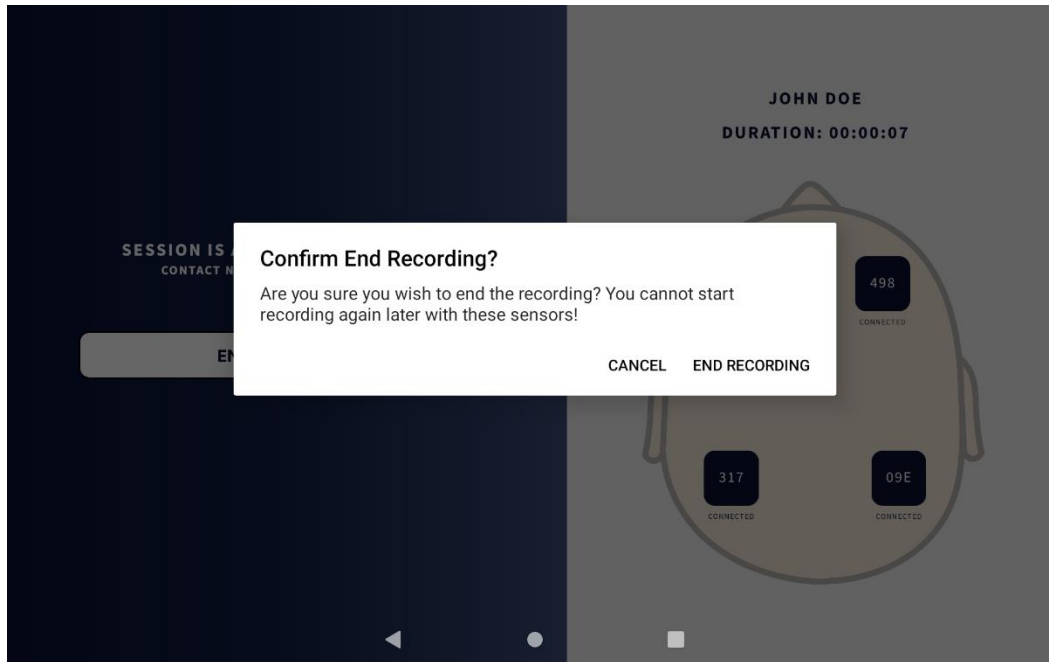 JOHN DOE
DURATION: 00:00:07
SESSION IS
CONTACT
Confirm End Recording?
Are you sure you wish to end the recording? You cannot start
recording again later with these sensors!
CANCEL END RECORDING
498
CONNECTED
317
CONNECTED
09E
CONNECTED